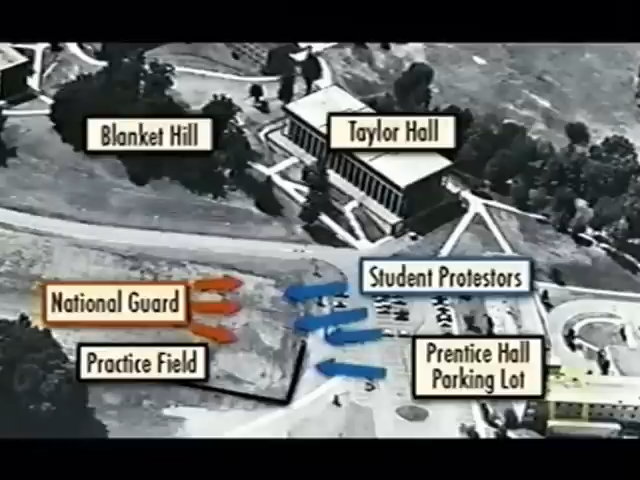 Blanket Hill
Taylor Hall
Student Protestors
National Guard
Practice Field
Prentice Hall
Parking Lot